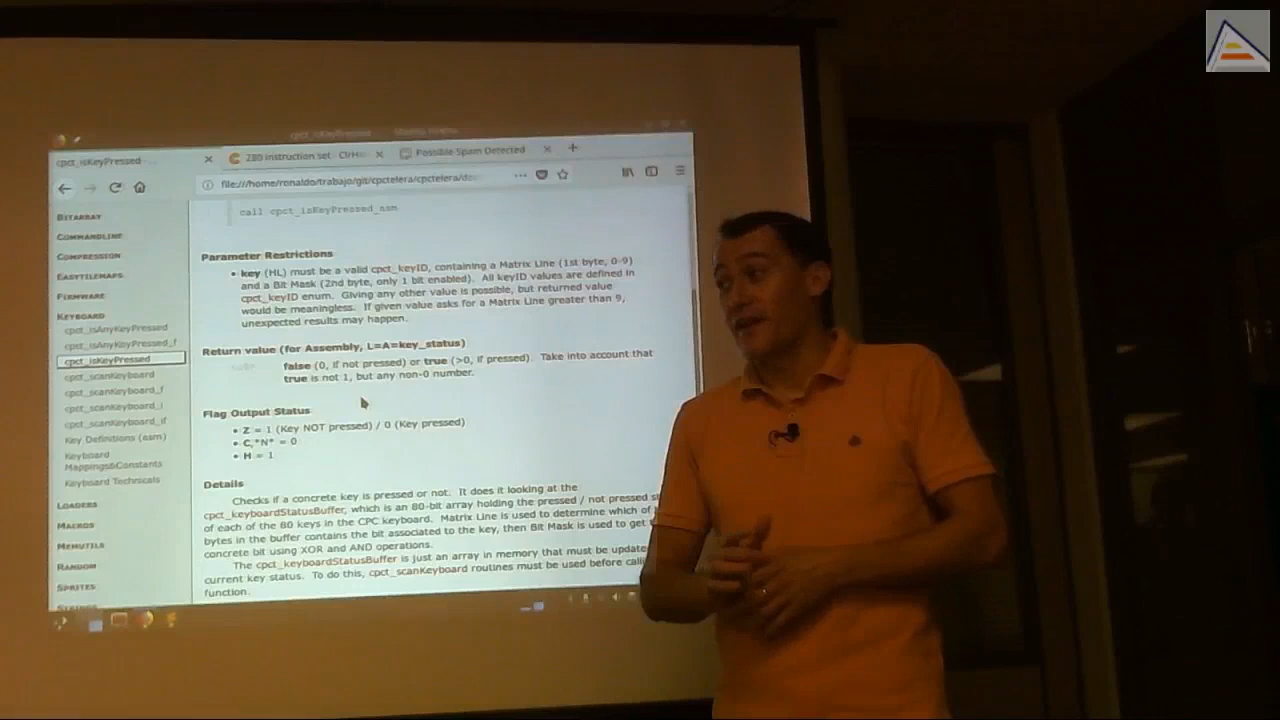 cpct_isKeyPressed
cpct_isKeyPressed -
Z80 instruction set - ClrHo
Possible Spam Detected
file:///home/ronaldo/trabajo/git/cpctelera/cpctelera/do
BITARRAY
COMMANDLINE
COMPRESSION
EASYTILEMAPS
FIRMWARE
KEYBOARD
cpct_isAnyKeyPressed
cpct_isAnyKeyPressed_f
cpct_isKeyPressed
cpct_scanKeyboard
cpct_scanKeyboard_f
cpct_scanKeyboard_i
cpct_scanKeyboard_if
Key Definitions (asm)
Keyboard
Mappings&Constants
Keyboard Technicals
LOADERS
MACROS
MEMUTILS
RANDOM
SPRITES
STRINGS
call cpct_isKeyPressed_asm
Parameter Restrictions
• key (HL) must be a valid cpct_keyID, containing a Matrix Line (1st byte, 0-9)
and a Bit Mask (2nd byte, only 1 bit enabled). All keyID values are defined in
cpct_keyID enum. Giving any other value is possible, but returned value
would be meaningless. If given value asks for a Matrix Line greater than 9,
unexpected results may happen.
Return value (for Assembly, L=A=key_status)
<u8> false (0, if not pressed) or true (>0, if pressed). Take into account that
true is not 1, but any non-0 number.
Flag Output Status
• Z = 1 (Key NOT pressed) / 0 (Key pressed)
• C,*N* = 0
• H = 1
Details
Checks if a concrete key is pressed or not. It does it looking at the
cpct_keyboardStatusBuffer, which is an 80-bit array holding the pressed / not pressed s
of each of the 80 keys in the CPC keyboard. Matrix Line is used to determine which of
bytes in the buffer contains the bit associated to the key, then Bit Mask is used to get
concrete bit using XOR and AND operations.
The cpct_keyboardStatusBuffer is just an array in memory that must be update
current key status. To do this, cpct_scanKeyboard routines must be used before calli
function.